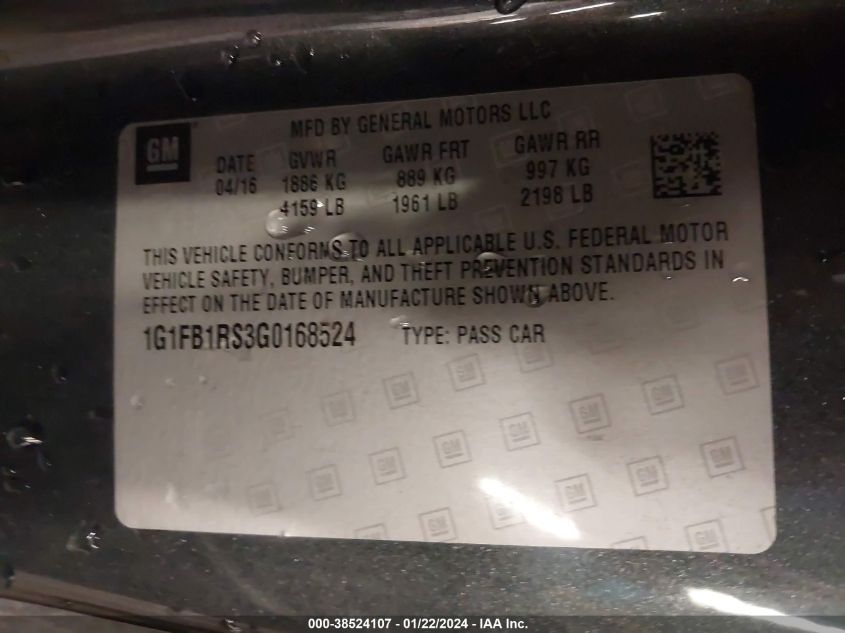 MFD BY GENERAL MOTORS LLC
GM
DATE GVWR GAWR FRT GAWR RR
04/16 1886 KG 889 KG 997 KG
4159 LB 1961 LB 2198 LB
THIS VEHICLE CONFORMS TO ALL APPLICABLE U.S. FEDERAL MOTOR
VEHICLE SAFETY, BUMPER, AND THEFT PREVENTION STANDARDS IN
EFFECT ON THE DATE OF MANUFACTURE SHOWN ABOVE.
1G1FB1RS3G0168524 TYPE: PASS CAR
000-38524107 - 01/22/2024 - IAA Inc.